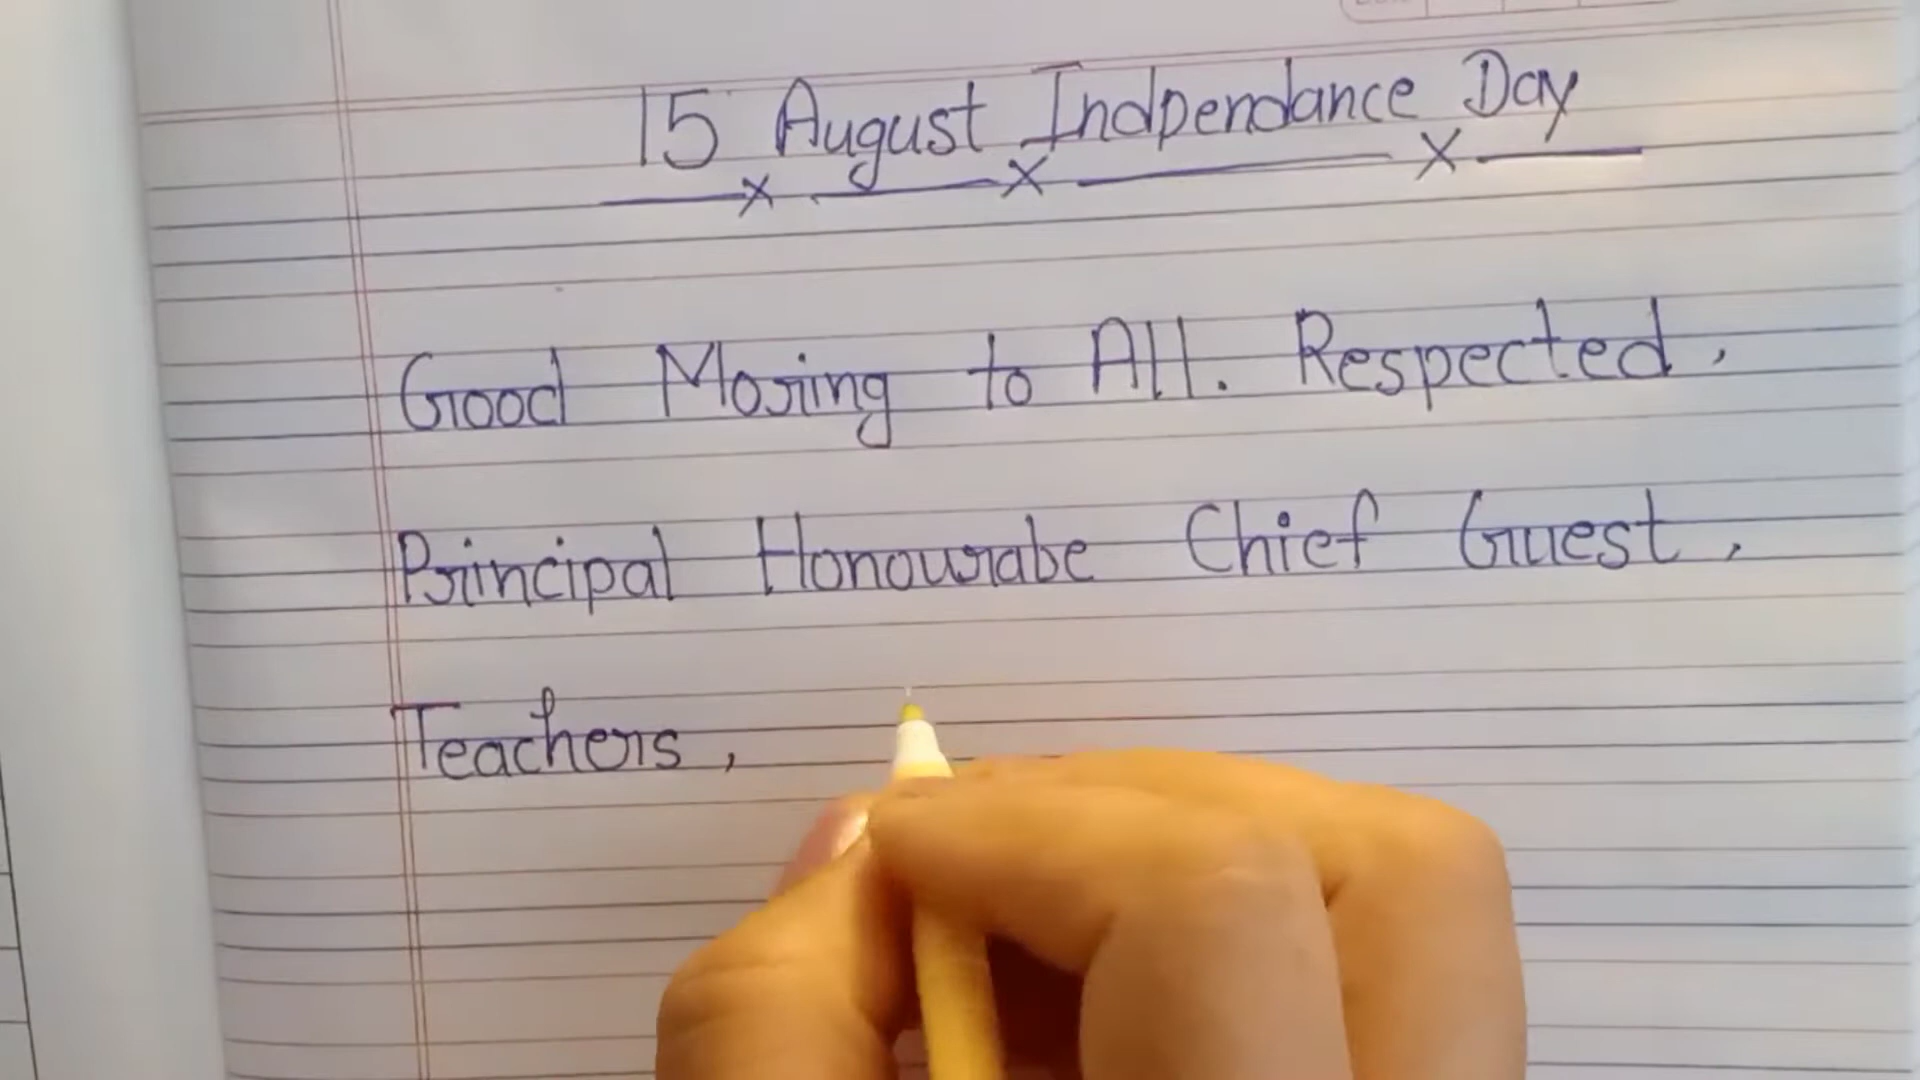 15 August Indpendance Day
Good Moring to All. Respected,
Principal Honourabe Chief Guest,
Teachers,